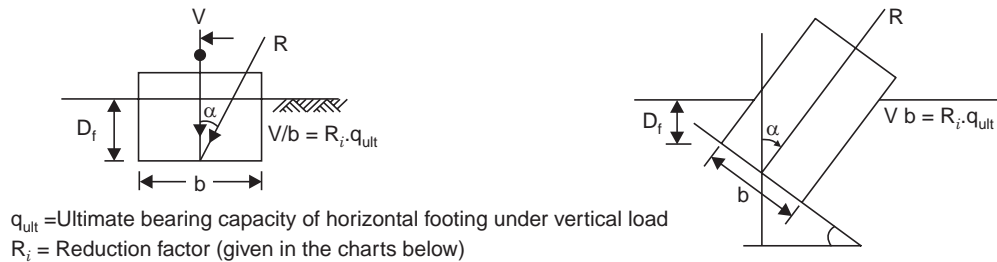 V
R
α
D_f
V/b = R_i.q_ult
b
R
D_f
α
V b = R_i.q_ult
b
q_ult =Ultimate bearing capacity of horizontal footing under vertical load
R_i = Reduction factor (given in the charts below)